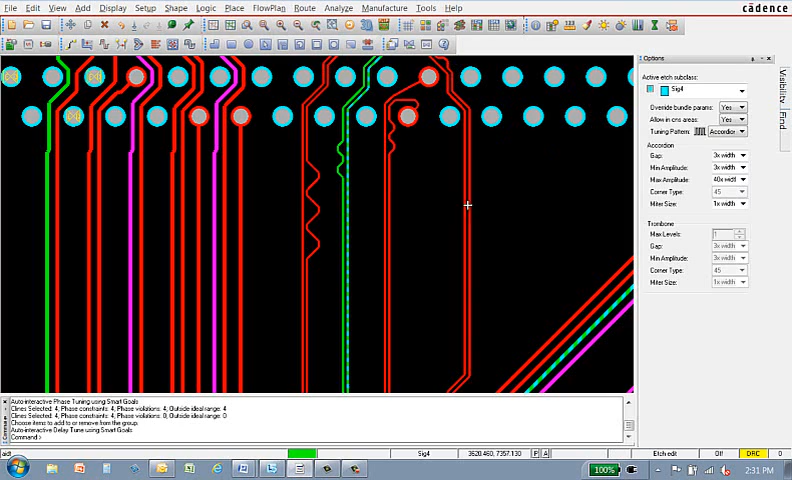 File Edit View Add Display Setup Shape Logic Place FlowPlan Route Analyze Manufacture Tools Help
cādence
Options
Active etch subclass:
Sig4
Override bundle params: Yes
Allow in cns areas: Yes
Tuning Pattern: Accordion
Accordion
Gap: 3x width
Min Amplitude: 3x width
Max Amplitude: 40x width
Corner Type: 45
Miter Size: 1x width
Trombone
Max Levels: 1
Gap: 3x width
Min Amplitude: 3x width
Corner Type: 45
Miter Size: 1x width
Visibility
Find
Command
Auto-interactive Phase Tuning using Smart Goals
Clines Selected: 4, Phase constraints: 4, Phase violations: 4, Outside ideal range: 4
Clines Selected: 4, Phase constraints: 4, Phase violations: 0, Outside ideal range: 0
Choose items to add or remove from the group.
Auto-interactive Delay Tune using Smart Goals
Command >
aidt
Sig4
3620.460, 7357.130
P A
Etch edit
Off
DRC
0
100%
2:31 PM